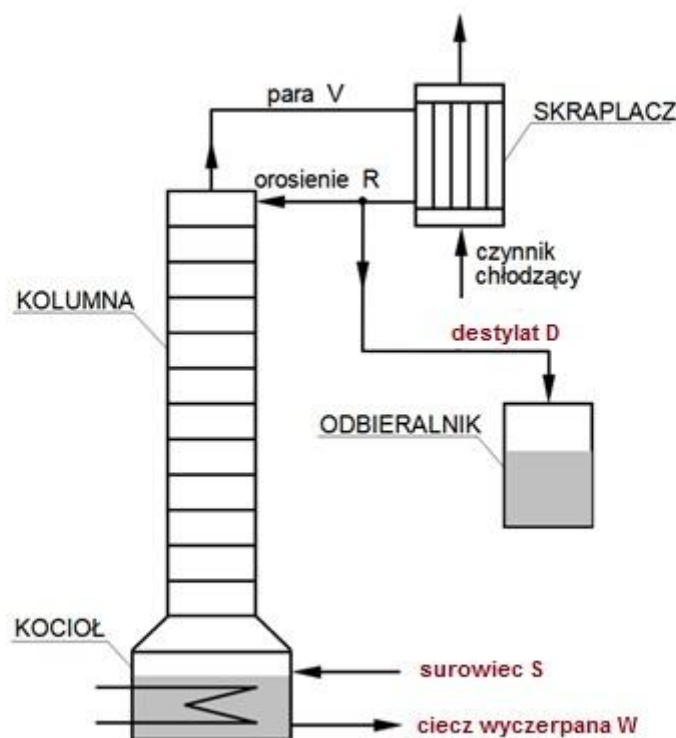 para V
SKRAPLACZ
orosienie R
czynnik
chłodzący
KOLUMNA
destylat D
ODBIERALNIK
KOCIOŁ
surowiec S
ciecz wyczerpana W